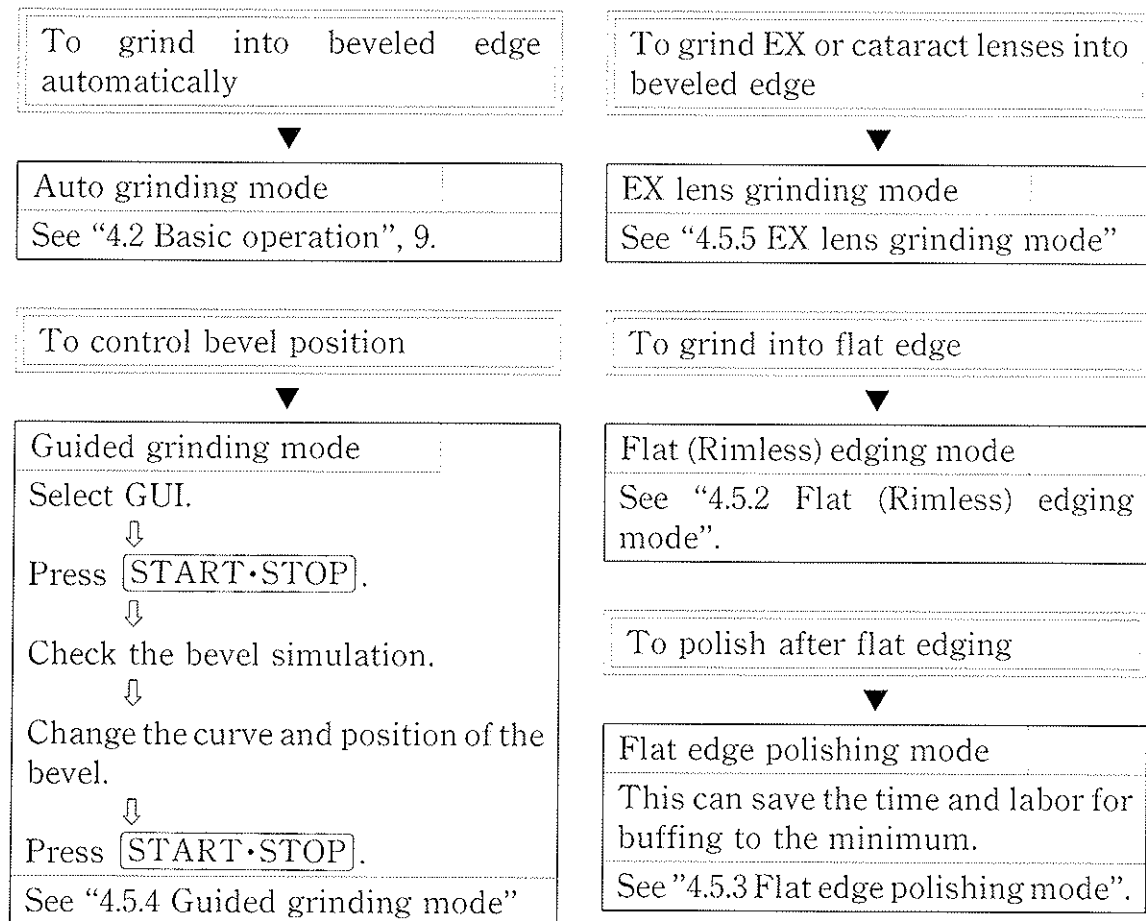 To grind into beveled edge
automatically
▼
Auto grinding mode
See “4.2 Basic operation”, 9.
To control bevel position
▼
Guided grinding mode
Select GUI.
⇩
Press START·STOP.
⇩
Check the bevel simulation.
⇩
Change the curve and position of the
bevel.
⇩
Press START·STOP.
See “4.5.4 Guided grinding mode”
To grind EX or cataract lenses into
beveled edge
▼
EX lens grinding mode
See “4.5.5 EX lens grinding mode”
To grind into flat edge
▼
Flat (Rimless) edging mode
See “4.5.2 Flat (Rimless) edging
mode”.
To polish after flat edging
▼
Flat edge polishing mode
This can save the time and labor for
buffing to the minimum.
See ”4.5.3 Flat edge polishing mode”.